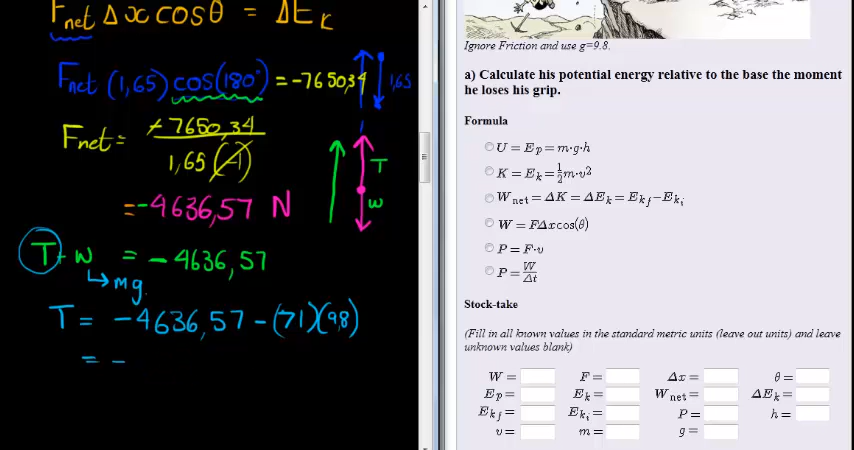 Fnet Δx cosθ = ΔEk
Fnet (1,65) cos(180°) = -7650,34
1,65
Fnet = -7650,34
1,65(-1)
= -4636,57 N
T
w
T - w = -4636,57
↳ mg
T = -4636,57 - (71)(9,8)
= -
Ignore Friction and use g=9.8.
a) Calculate his potential energy relative to the base the moment
he loses his grip.
Formula
U = Ep = m·g·h
K = Ek = 1/2 m·v²
Wnet = ΔK = ΔEk = Ekf − Eki
W = FΔx cos(θ)
P = F·v
P = W/Δt
Stock-take
(Fill in all known values in the standard metric units (leave out units) and leave
unknown values blank)
W = F = Δx = θ =
Ep = Ek = Wnet = ΔEk =
Ekf = Eki = P = h =
v = m = g =